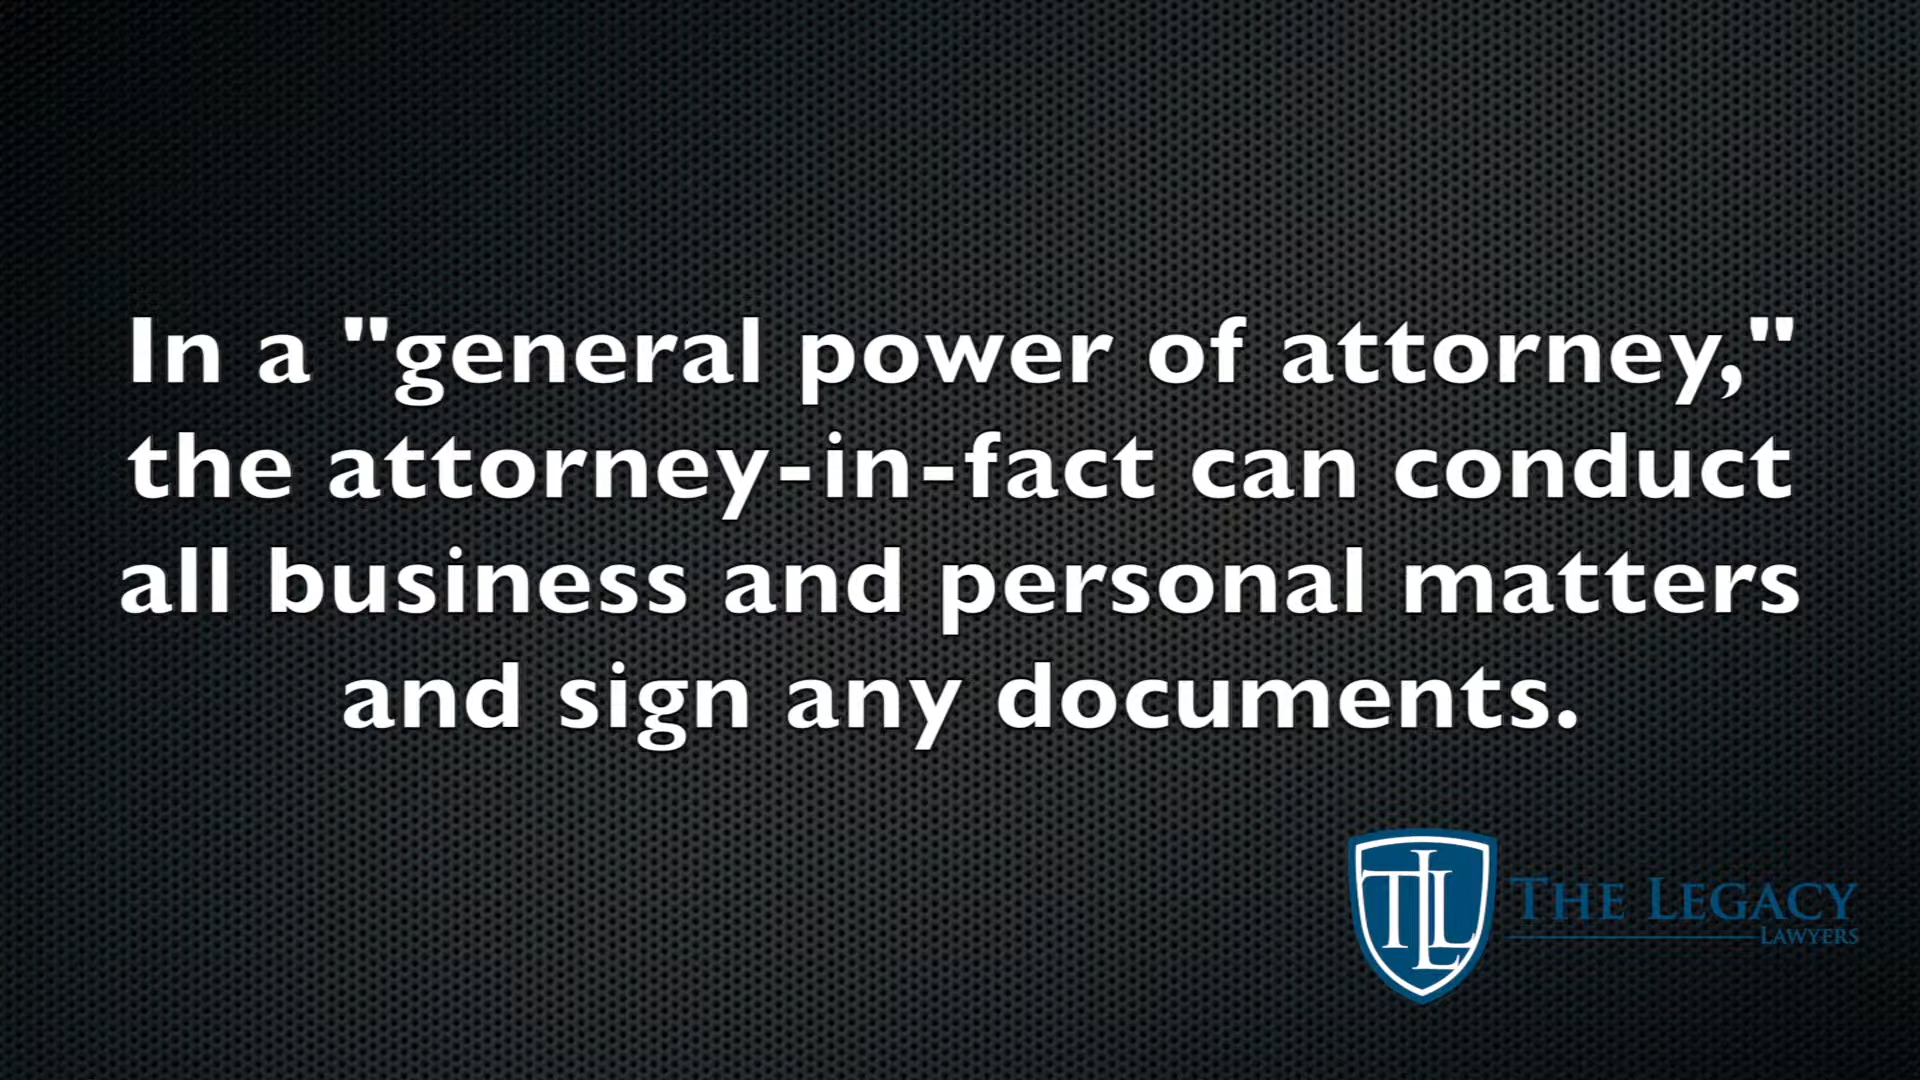 In a "general power of attorney,"
the attorney-in-fact can conduct
all business and personal matters
and sign any documents.
TLL
THE LEGACY
LAWYERS